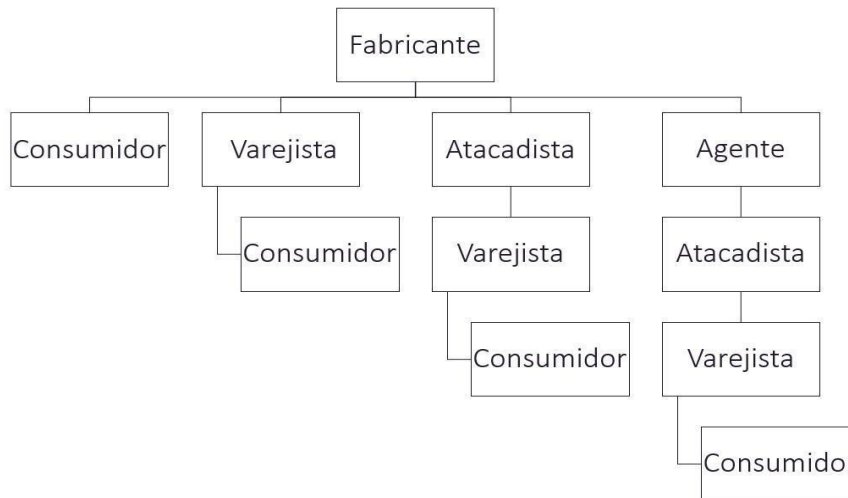 Fabricante
Consumidor
Varejista
Atacadista
Agente
Consumidor
Varejista
Atacadista
Consumidor
Varejista
Consumido